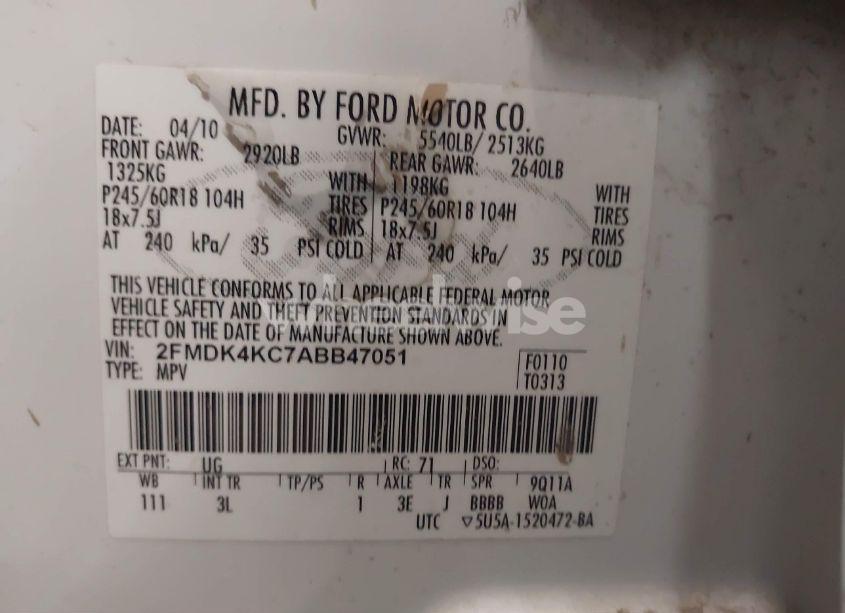 MFD. BY FORD MOTOR CO.
DATE: 04/10 GVWR: 5540LB/ 2513KG
FRONT GAWR: 2920LB REAR GAWR: 2640LB
1325KG WITH 1198KG WITH
P245/60R18 104H TIRES P245/60R18 104H TIRES
18x7.5J RIMS 18x7.5J RIMS
AT 240 kPa/ 35 PSI COLD AT 240 kPa/ 35 PSI COLD
THIS VEHICLE CONFORMS TO ALL APPLICABLE FEDERAL MOTOR
VEHICLE SAFETY AND THEFT PREVENTION STANDARDS IN
EFFECT ON THE DATE OF MANUFACTURE SHOWN ABOVE.
VIN: 2FMDK4KC7ABB47051 F0110
TYPE: MPV T0313
EXT PNT: UG RC: 71 DSO:
WB INT TR TP/PS R AXLE TR SPR 9Q11A
111 3L 1 3E J BBBB WOA
UTC ▽5U5A-1520472-BA